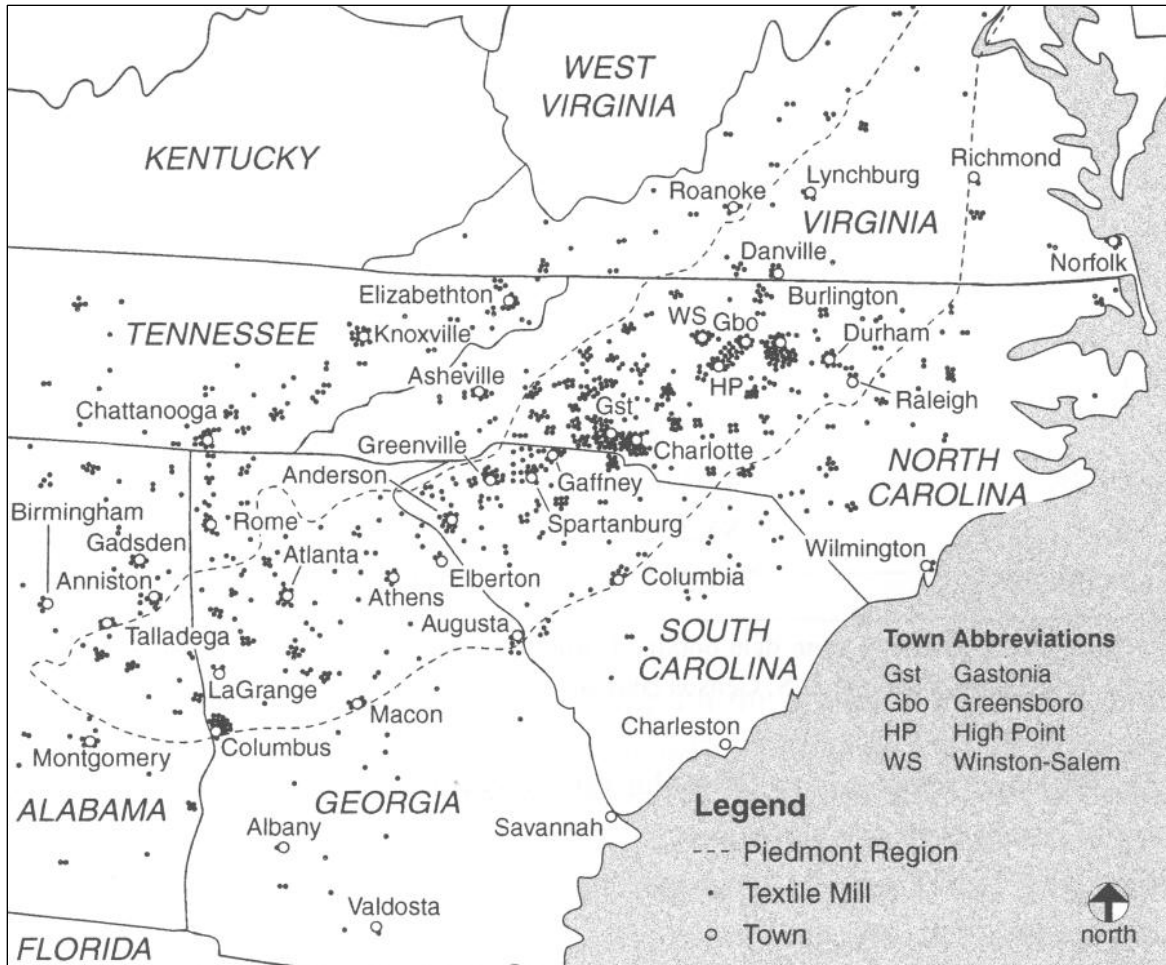 WEST
VIRGINIA
KENTUCKY
Richmond
Lynchburg
Roanoke
VIRGINIA
Danville
Norfolk
Elizabethton
Burlington
WS
Gbo
TENNESSEE
Knoxville
Durham
HP
Asheville
Raleigh
Chattanooga
Gst
Greenville
Charlotte
NORTH
CAROLINA
Anderson
Gaffney
Birmingham
Rome
Spartanburg
Gadsden
Atlanta
Wilmington
Anniston
Elberton
Columbia
Athens
Augusta
Talladega
SOUTH
CAROLINA
LaGrange
Macon
Columbus
Montgomery
Charleston
ALABAMA
GEORGIA
Albany
Savannah
Valdosta
FLORIDA
Town Abbreviations
Gst Gastonia
Gbo Greensboro
HP High Point
WS Winston-Salem
Legend
Piedmont Region
Textile Mill
Town
north